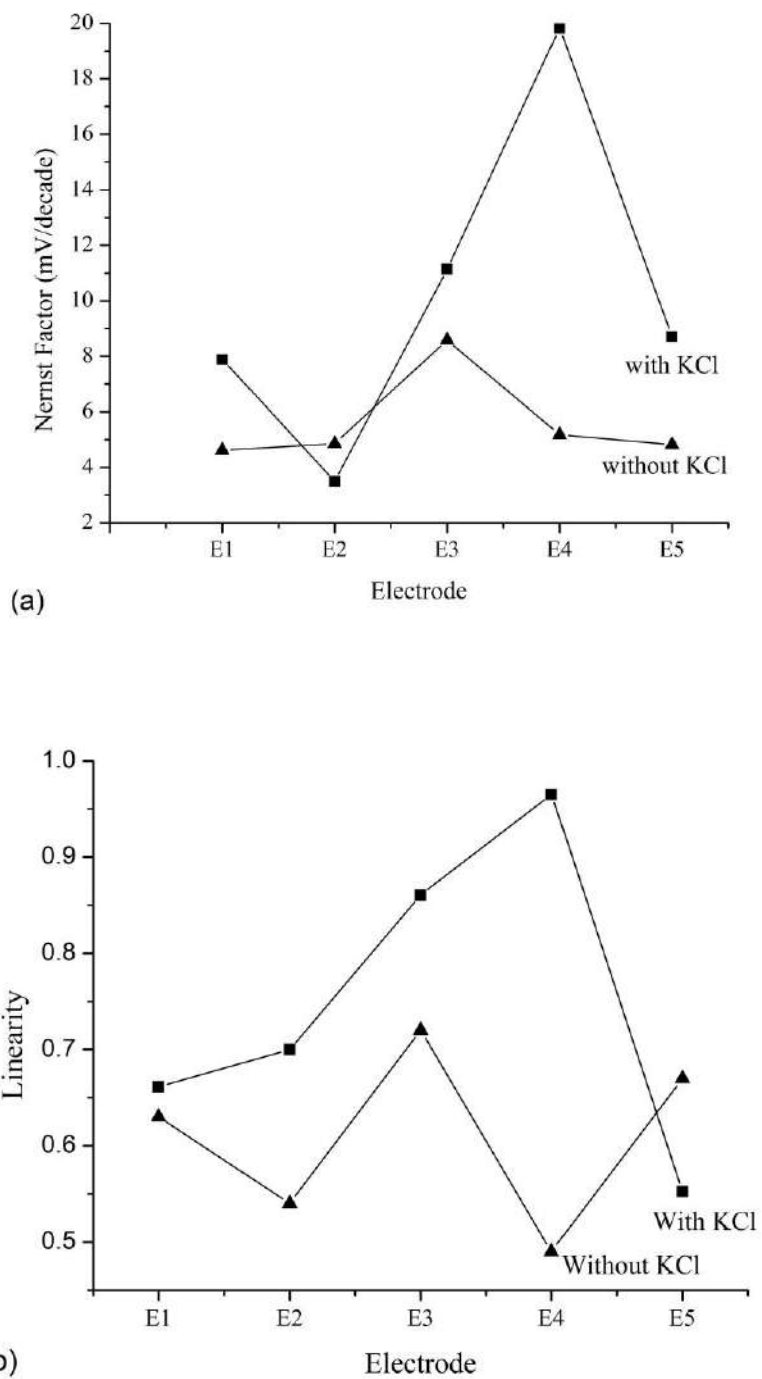 20
18
16
14
12
10
8
6
4
2
Nernst Factor (mV/decade)
with KCl
without KCl
E1 E2 E3 E4 E5
Electrode
(a)
1.0
0.9
0.8
0.7
0.6
0.5
Linearity
With KCl
Without KCl
E1 E2 E3 E4 E5
Electrode
)